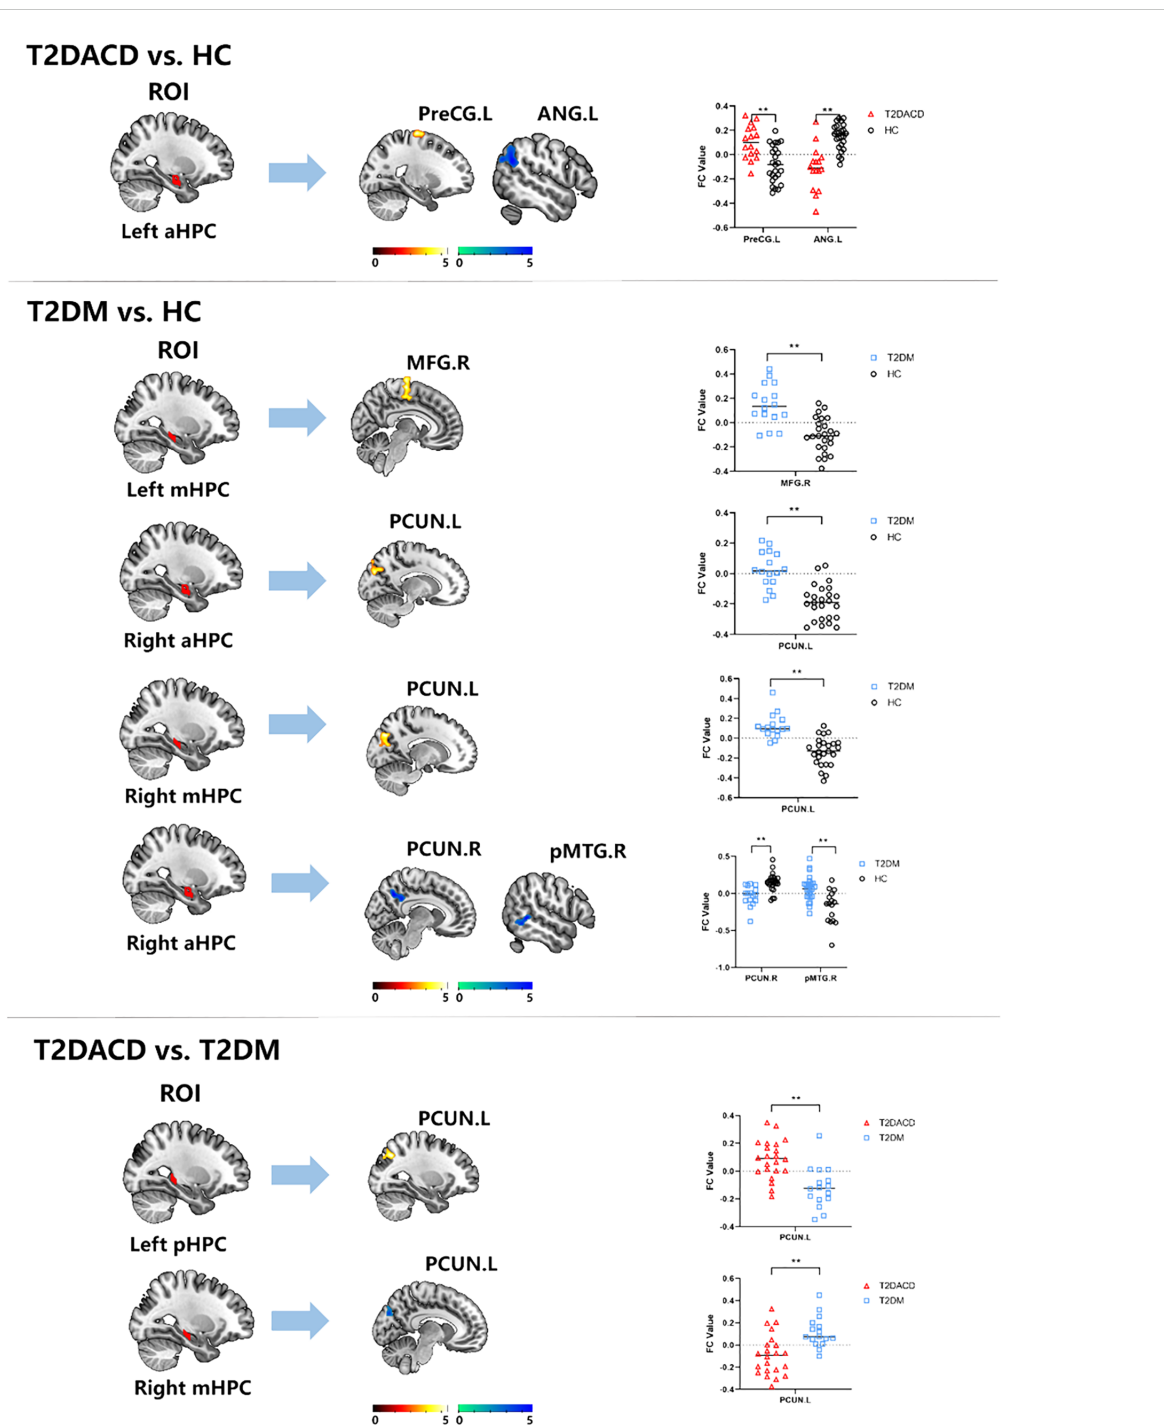 T2DACD vs. HC
ROI
PreCG.L
ANG.L
Left aHPC
0 5 0 5
FC Value
0.4
0.2
0.0
-0.2
-0.4
-0.6
**
**
PreCG.L
ANG.L
T2DACD
HC
T2DM vs. HC
ROI
MFG.R
Left mHPC
FC Value
0.6
0.4
0.2
0.0
-0.2
-0.4
**
MFG.R
T2DM
HC
PCUN.L
Right aHPC
FC Value
0.4
0.2
0.0
-0.2
-0.4
**
PCUN.L
T2DM
HC
PCUN.L
Right mHPC
FC Value
0.6
0.4
0.2
0.0
-0.2
-0.4
-0.6
**
PCUN.L
T2DM
HC
PCUN.R
pMTG.R
Right aHPC
0 5 0 5
FC Value
0.5
0.0
-0.5
-1.0
**
**
PCUN.R
pMTG.R
T2DM
HC
T2DACD vs. T2DM
ROI
PCUN.L
Left pHPC
FC Value
0.4
0.2
0.0
-0.2
-0.4
**
PCUN.L
T2DACD
T2DM
PCUN.L
Right mHPC
0 5 0 5
FC Value
0.6
0.4
0.2
0.0
-0.2
-0.4
**
PCUN.L
T2DACD
T2DM